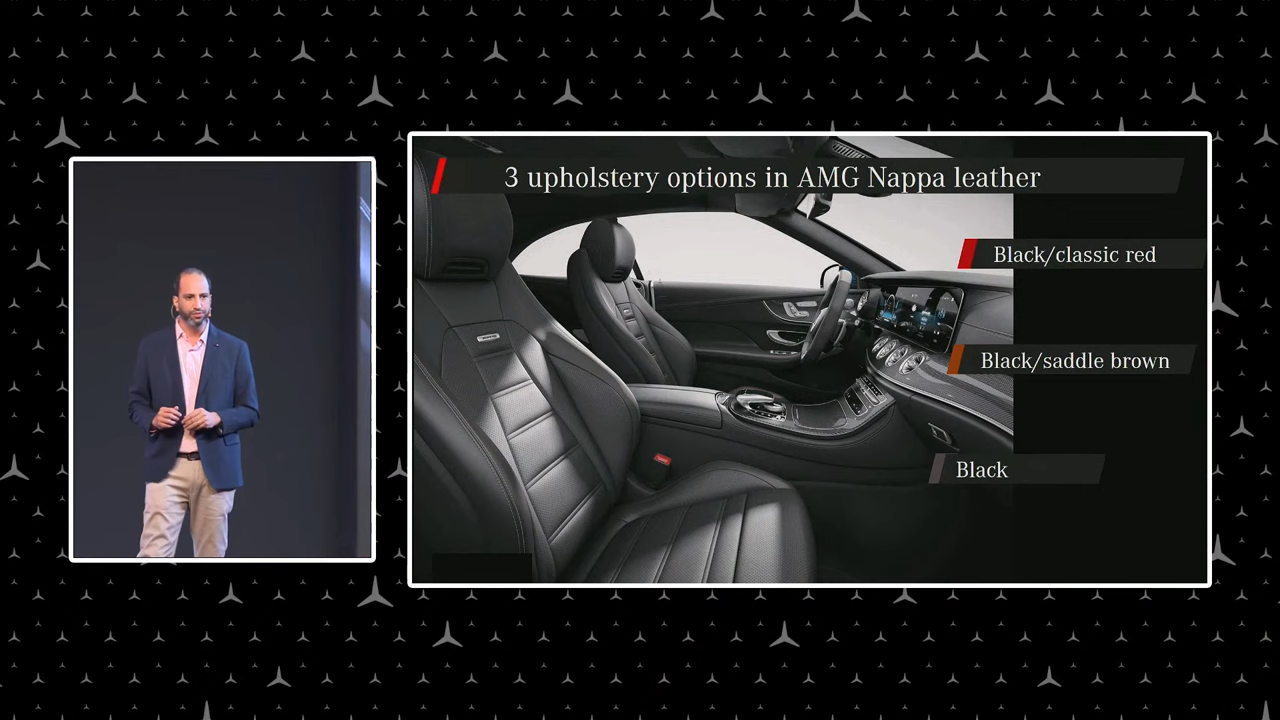 3 upholstery options in AMG Nappa leather
Black/classic red
Black/saddle brown
Black